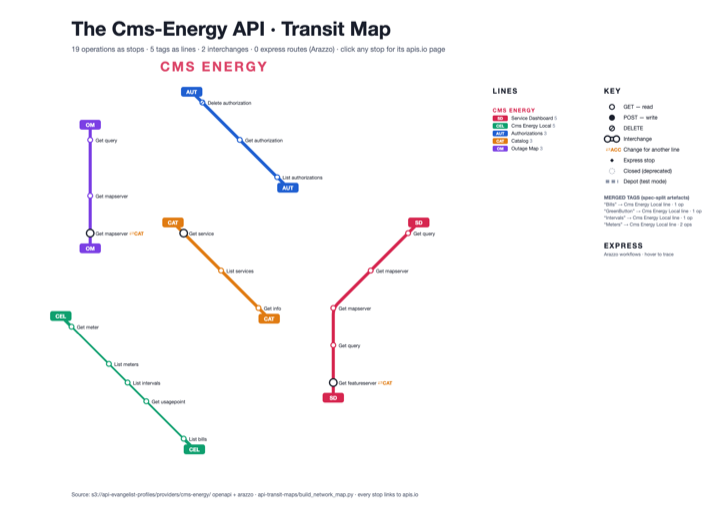 The Cms-Energy API · Transit Map
19 operations as stops · 5 tags as lines · 2 interchanges · 0 express routes (Arazzo) · click any stop for its apis.io page
CMS ENERGY
AUT
Delete authorization
Get authorization
List authorizations
AUT
OM
Get query
Get mapserver
Get mapserver ⇄CAT
OM
CAT
Get service
List services
Get info
CAT
SD
Get query
Get mapserver
Get mapserver
Get query
Get featureserver ⇄CAT
SD
CEL
Get meter
List meters
List intervals
Get usagepoint
List bills
CEL
LINES
CMS ENERGY
SD Service Dashboard 5
CEL Cms Energy Local 5
AUT Authorizations 3
CAT Catalog 3
OM Outage Map 3
KEY
GET — read
POST — write
DELETE
Interchange
⇄ACC Change for another line
Express stop
Closed (deprecated)
Depot (test mode)
MERGED TAGS (spec-split artefacts)
"Bills" → Cms Energy Local line · 1 op
"GreenButton" → Cms Energy Local line · 1 op
"Intervals" → Cms Energy Local line · 1 op
"Meters" → Cms Energy Local line · 2 ops
EXPRESS
Arazzo workflows · hover to trace
Source: s3://api-evangelist-profiles/providers/cms-energy/ openapi + arazzo · api-transit-maps/build_network_map.py · every stop links to apis.io